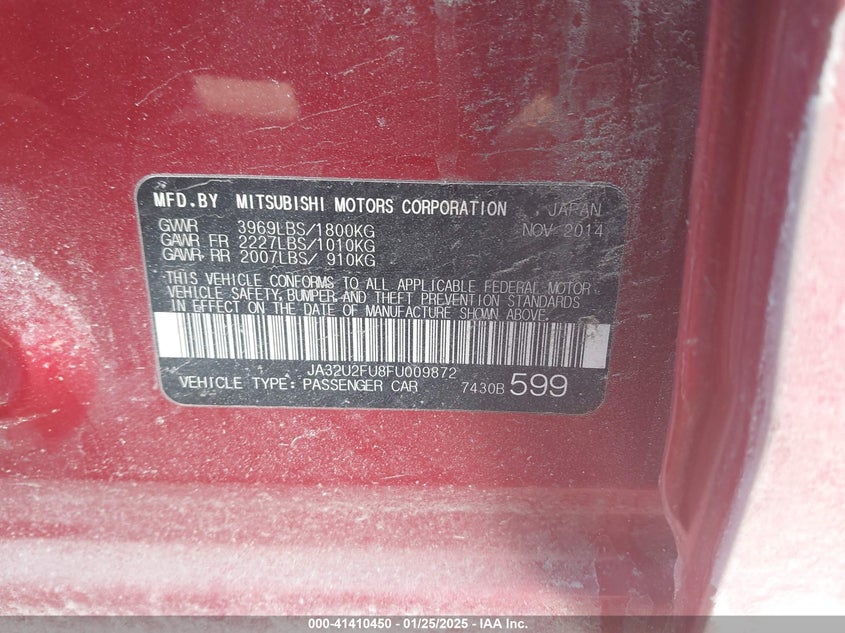 MFD.BY MITSUBISHI MOTORS CORPORATION JAPAN
GVWR 3969LBS/1800KG NOV 2014
GAWR FR 2227LBS/1010KG
GAWR RR 2007LBS/ 910KG
THIS VEHICLE CONFORMS TO ALL APPLICABLE FEDERAL MOTOR
VEHICLE SAFETY, BUMPER, AND THEFT PREVENTION STANDARDS
IN EFFECT ON THE DATE OF MANUFACTURE SHOWN ABOVE.
JA32U2FU8FU009872
VEHICLE TYPE: PASSENGER CAR 7430B 599
000-41410450 - 01/25/2025 - IAA Inc.